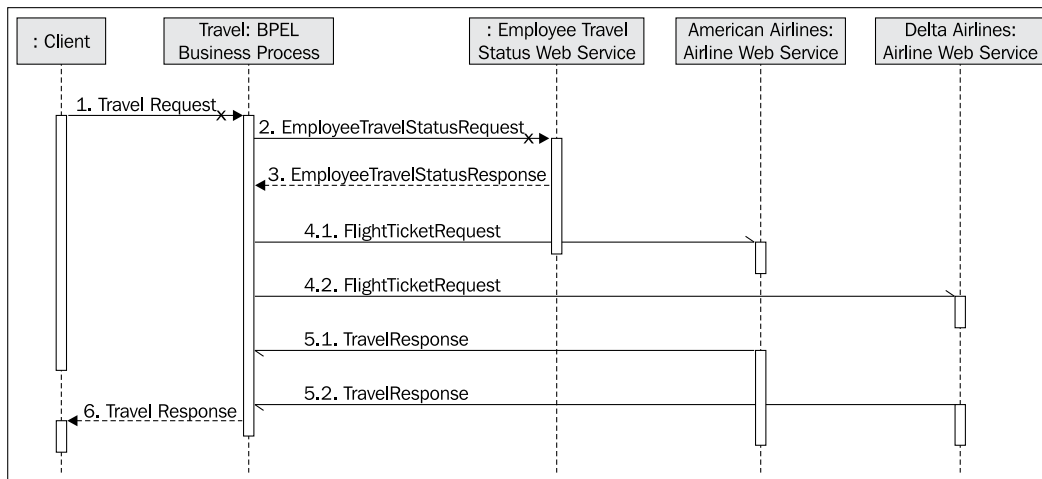 : Client
Travel: BPEL
Business Process
: Employee Travel
Status Web Service
American Airlines:
Airline Web Service
Delta Airlines:
Airline Web Service
1. Travel Request
2. EmployeeTravelStatusRequest
3. EmployeeTravelStatusResponse
4.1. FlightTicketRequest
4.2. FlightTicketRequest
5.1. TravelResponse
5.2. TravelResponse
6. Travel Response